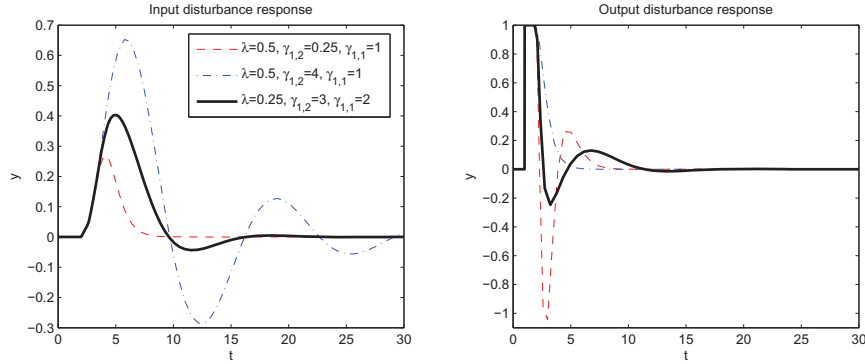 Input disturbance response
0.7
0.6
0.5
0.4
0.3
0.2
0.1
0
−0.1
−0.2
−0.3
y
0 5 10 15 20 25 30
t
λ=0.5, γ1,2=0.25, γ1,1=1
λ=0.5, γ1,2=4, γ1,1=1
λ=0.25, γ1,2=3, γ1,1=2
Output disturbance response
1
0.8
0.6
0.4
0.2
0
−0.2
−0.4
−0.6
−0.8
−1
y
0 5 10 15 20 25 30
t